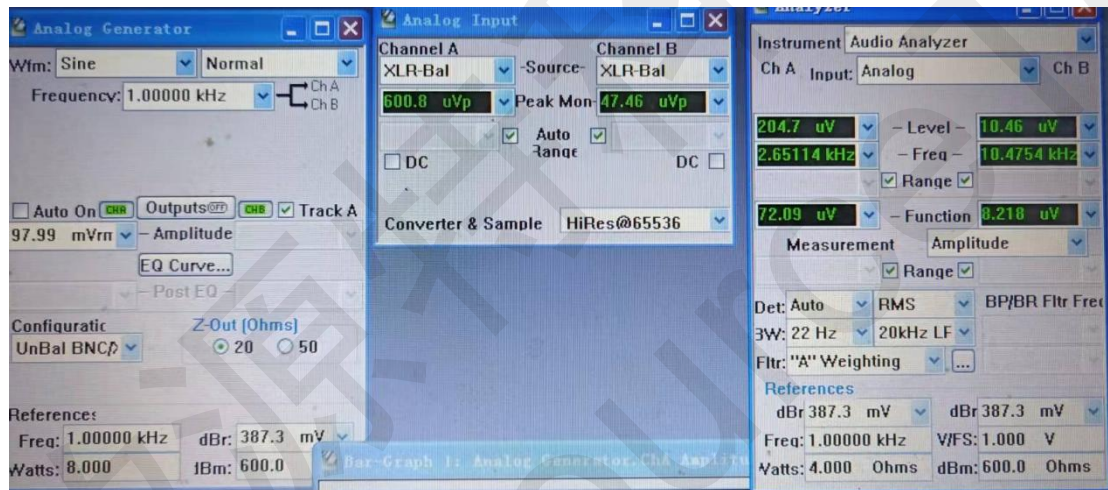 Analog Generator
Wfm: Sine Normal
Frequency: 1.00000 kHz Ch A
Ch B
Auto On CHA Outputs OFF CHB Track A
97.99 mVrm - Amplitude
EQ Curve...
- Post EQ -
Configuratic Z-Out (Ohms)
UnBal BNC/ 20 50
References
Freq: 1.00000 kHz dBr: 387.3 mV
Watts: 8.000 dBm: 600.0
Analog Input
Channel A Channel B
XLR-Bal -Source- XLR-Bal
600.8 uVp Peak Mon- 47.46 uVp
Auto
Range
DC DC
Converter & Sample HiRes@65536
Bar-Graph 1: Analog Generator.ChA Amplitu
Analyzer
Instrument Audio Analyzer
Ch A Input: Analog Ch B
204.7 uV - Level - 10.46 uV
2.65114 kHz - Freq - 10.4754 kHz
Range
72.09 uV - Function 8.218 uV
Measurement Amplitude
Range
Det: Auto RMS BP/BR Fltr Frec
BW: 22 Hz 20kHz LF
Fltr: "A" Weighting ...
References
dBr 387.3 mV dBr 387.3 mV
Freq: 1.00000 kHz V/FS: 1.000 V
Watts: 4.000 Ohms dBm: 600.0 Ohms